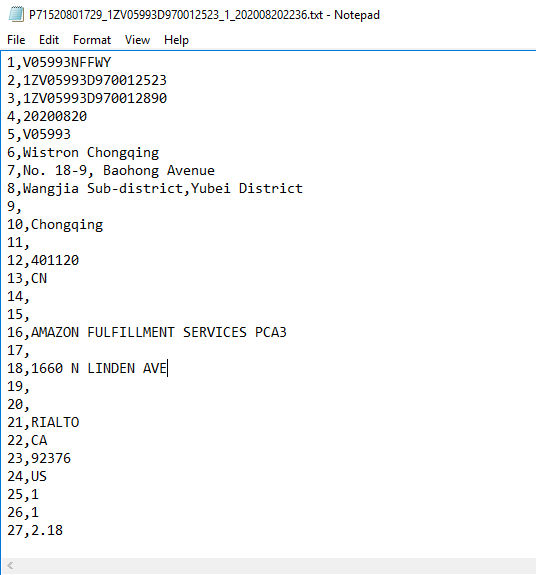 P71520801729_1ZV05993D970012523_1_202008202236.txt - Notepad
File Edit Format View Help
1,V05993NFFWY
2,1ZV05993D970012523
3,1ZV05993D970012890
4,20200820
5,V05993
6,Wistron Chongqing
7,No. 18-9, Baohong Avenue
8,Wangjia Sub-district,Yubei District
9,
10,Chongqing
11,
12,401120
13,CN
14,
15,
16,AMAZON FULFILLMENT SERVICES PCA3
17,
18,1660 N LINDEN AVE
19,
20,
21,RIALTO
22,CA
23,92376
24,US
25,1
26,1
27,2.18